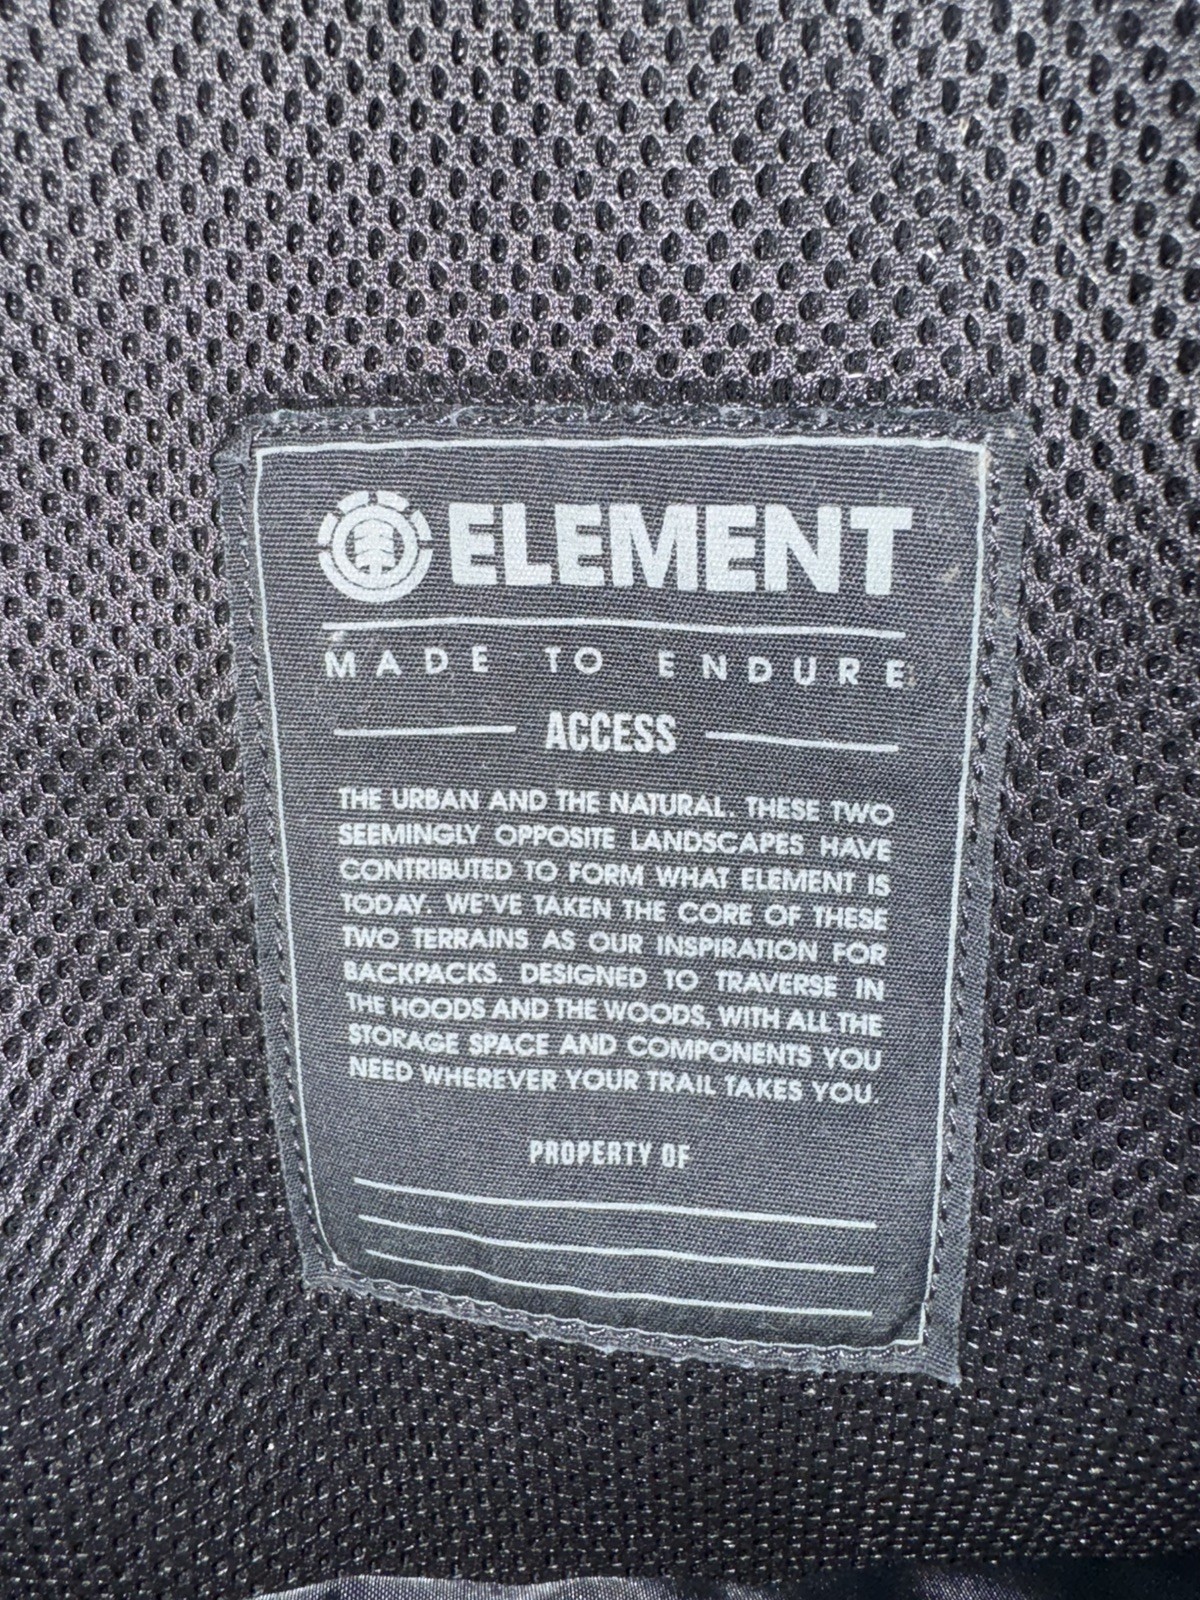 ELEMENT
MADE TO ENDURE
ACCESS
THE URBAN AND THE NATURAL. THESE TWO
SEEMINGLY OPPOSITE LANDSCAPES HAVE
CONTRIBUTED TO FORM WHAT ELEMENT IS
TODAY. WE'VE TAKEN THE CORE OF THESE
TWO TERRAINS AS OUR INSPIRATION FOR
BACKPACKS. DESIGNED TO TRAVERSE IN
THE HOODS AND THE WOODS, WITH ALL THE
STORAGE SPACE AND COMPONENTS YOU
NEED WHEREVER YOUR TRAIL TAKES YOU.
PROPERTY OF